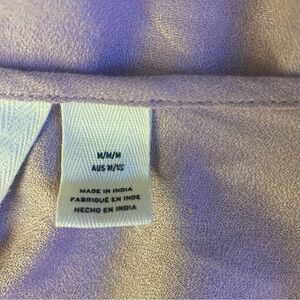 M/M/M
AUS M/12
MADE IN INDIA
FABRIQUÉ EN INDE
HECHO EN INDIA